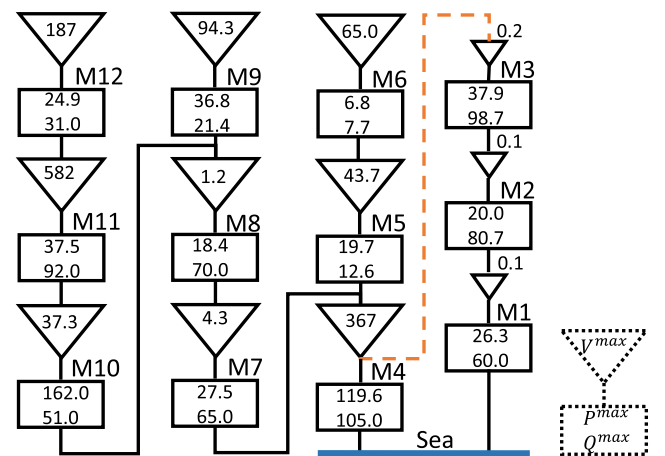 187
M12
24.9
31.0
582
M11
37.5
92.0
37.3
M10
162.0
51.0
94.3
M9
36.8
21.4
1.2
M8
18.4
70.0
4.3
M7
27.5
65.0
65.0
M6
6.8
7.7
43.7
M5
19.7
12.6
367
M4
119.6
105.0
Sea
0.2
M3
37.9
98.7
0.1
M2
20.0
80.7
0.1
M1
26.3
60.0
V^max
P^max
Q^max